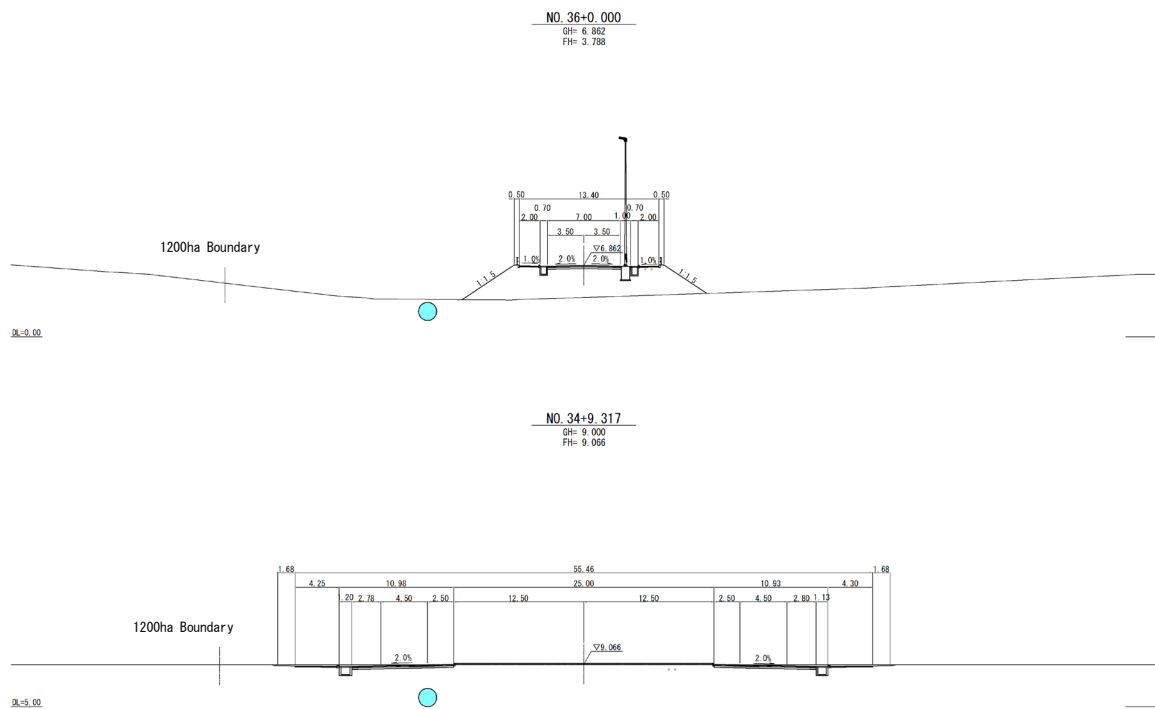 NO. 36+0.000
GH= 6.862
FH= 3.788
0.50 13.40 0.50
0.70 0.70
2.00 7.00 1.00 2.00
3.50 3.50
1200ha Boundary
▽6.862
1.0% 2.0% 2.0% 1.0%
1:1.5 1:1.5
DL=0.00
NO. 34+9.317
GH= 9.000
FH= 9.066
1.68 55.46 1.68
4.25 10.98 25.00 10.93 4.30
1.20 2.78 4.50 2.50 12.50 12.50 2.50 4.50 2.80 1.13
1200ha Boundary
▽9.066
2.0% 2.0%
DL=5.00